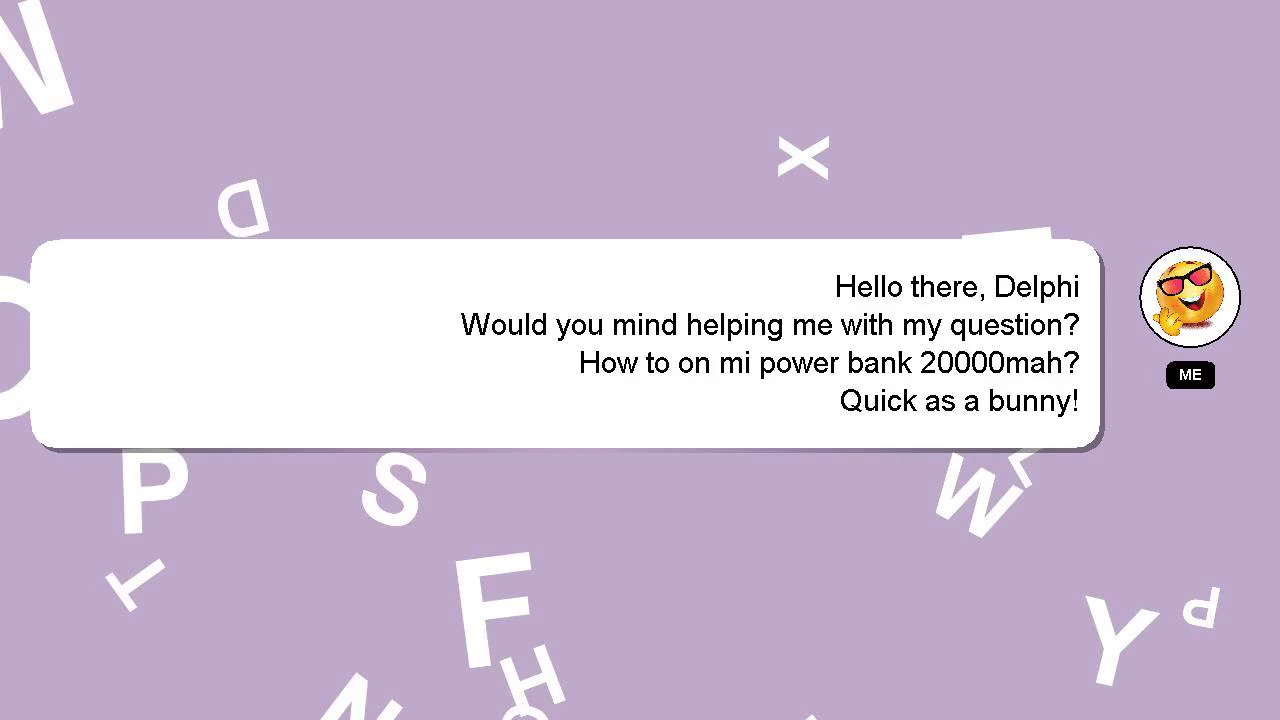 N
X
D
Hello there, Delphi
Would you mind helping me with my question?
How to on mi power bank 20000mah?
Quick as a bunny!
ME
P
S
W
T
F
Y
P
H
N